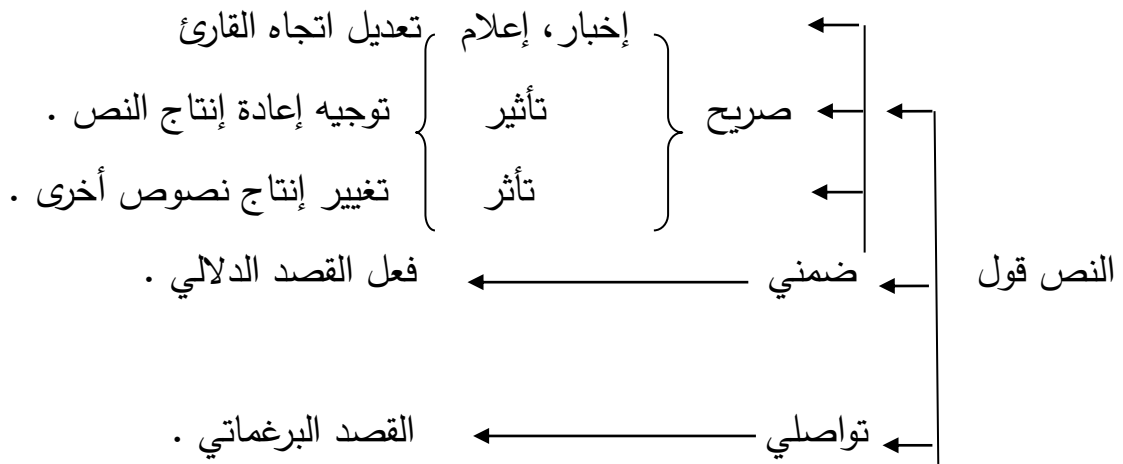 إخبار، إعلام تعديل اتجاه القارئ
صريح تأثير توجيه إعادة إنتاج النص .
تأثر تغيير إنتاج نصوص أخرى .
النص قول ضمني فعل القصد الدلالي .
تواصلي القصد البرغماتي .